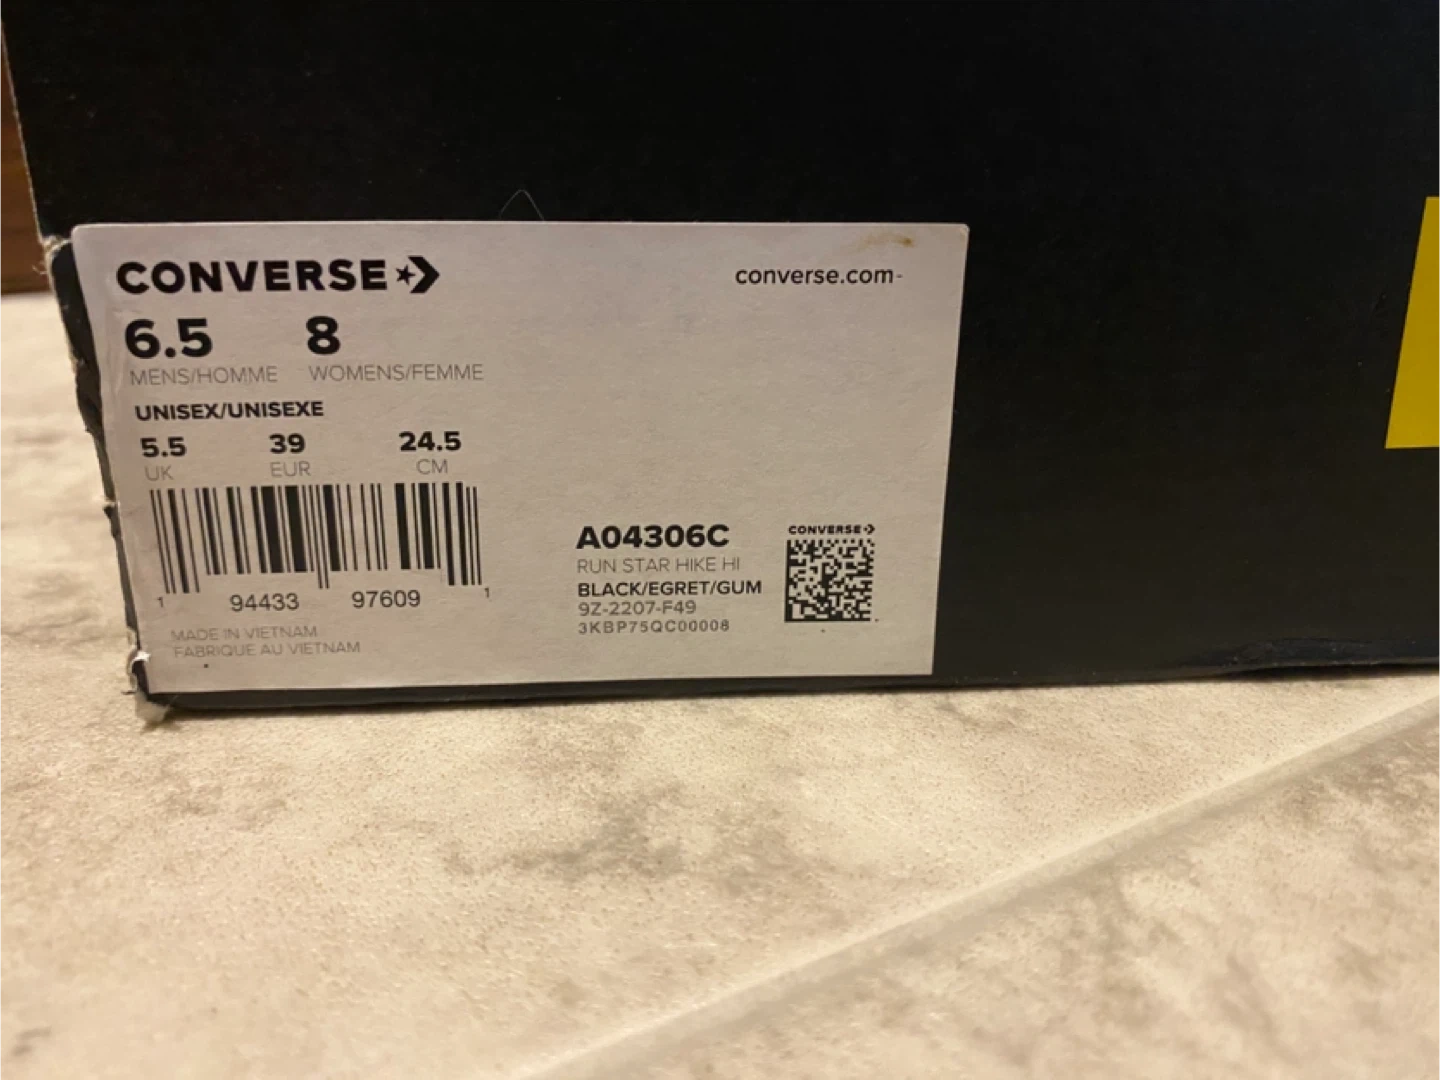 CONVERSE
converse.com
6.5 8
MENS/HOMME WOMENS/FEMME
UNISEX/UNISEXE
5.5 39 24.5
UK EUR CM
1 94433 97609 1
MADE IN VIETNAM
FABRIQUE AU VIETNAM
A04306C
RUN STAR HIKE HI
BLACK/EGRET/GUM
9Z-2207-F49
3KBP75QC00008
CONVERSE